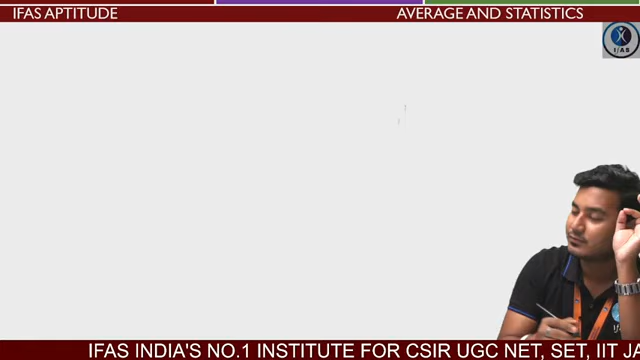 IFAS APTITUDE
AVERAGE AND STATISTICS
IFAS
IFAS INDIA'S NO.1 INSTITUTE FOR CSIR UGC NET, SET, IIT JA